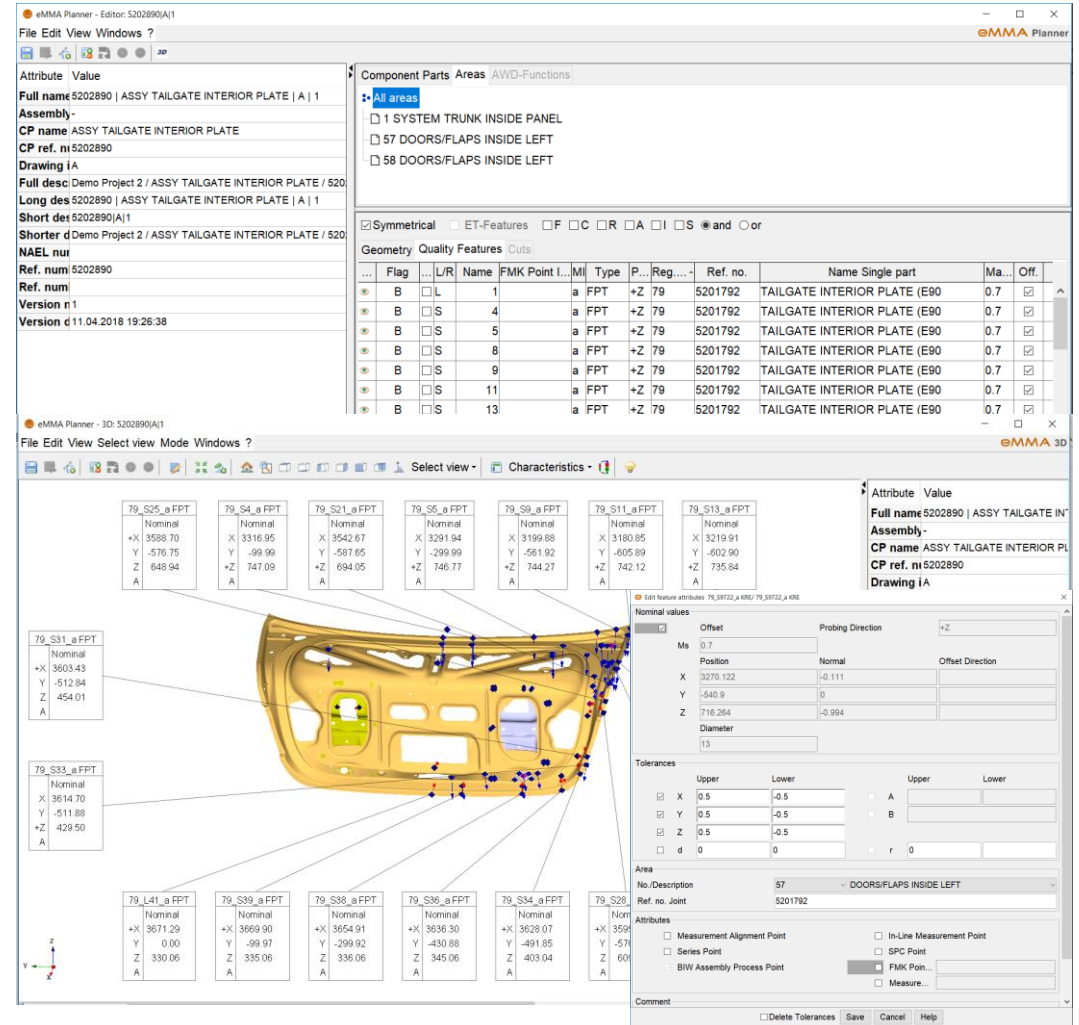 eMMA Planner - Editor: 5202890|A|1
File Edit View Windows ?
eMMA Planner
3D
Attribute Value
Full name 5202890 | ASSY TAILGATE INTERIOR PLATE | A | 1
Assembly -
CP name ASSY TAILGATE INTERIOR PLATE
CP ref. n 5202890
Drawing i A
Full desc Demo Project 2 / ASSY TAILGATE INTERIOR PLATE / 520
Long des 5202890 | ASSY TAILGATE INTERIOR PLATE | A | 1
Short des 5202890|A|1
Shorter d Demo Project 2 / ASSY TAILGATE INTERIOR PLATE / 520
NAEL nu
Ref. num 5202890
Ref. num
Version n 1
Version d 11.04.2018 19:26:38
Component Parts Areas AWD-Functions
All areas
1 SYSTEM TRUNK INSIDE PANEL
57 DOORS/FLAPS INSIDE LEFT
58 DOORS/FLAPS INSIDE LEFT
Symmetrical ET-Features F C R A I S and or
Geometry Quality Features Cuts
... Flag ... L/R Name FMK Point I... MI Type P... Reg.... Ref. no. Name Single part Ma... Off.
B L 1 a FPT +Z 79 5201792 TAILGATE INTERIOR PLATE (E90 0.7
B S 4 a FPT +Z 79 5201792 TAILGATE INTERIOR PLATE (E90 0.7
B S 5 a FPT +Z 79 5201792 TAILGATE INTERIOR PLATE (E90 0.7
B S 8 a FPT +Z 79 5201792 TAILGATE INTERIOR PLATE (E90 0.7
B S 9 a FPT +Z 79 5201792 TAILGATE INTERIOR PLATE (E90 0.7
B S 11 a FPT +Z 79 5201792 TAILGATE INTERIOR PLATE (E90 0.7
B S 13 a FPT +Z 79 5201792 TAILGATE INTERIOR PLATE (E90 0.7
eMMA Planner - 3D: 5202890|A|1
File Edit View Select view Mode Windows ?
eMMA 3D
Select view Characteristics
79_S25_a FPT
Nominal
+X 3588.70
Y -576.75
Z 648.94
A
79_S4_a FPT
Nominal
X 3316.95
Y -99.99
+Z 747.09
A
79_S21_a FPT
Nominal
X 3542.67
Y -587.65
+Z 694.05
A
79_S5_a FPT
Nominal
X 3291.94
Y -299.99
+Z 746.77
A
79_S9_a FPT
Nominal
X 3199.88
Y -561.92
+Z 744.27
A
79_S11_a FPT
Nominal
X 3180.85
Y -605.89
+Z 742.12
A
79_S13_a FPT
Nominal
X 3219.91
Y -602.90
+Z 735.84
A
Attribute Value
Full name 5202890 | ASSY TAILGATE IN
Assembly -
CP name ASSY TAILGATE INTERIOR PL
CP ref. n 5202890
Drawing i A
79_S31_a FPT
Nominal
+X 3603.43
Y -512.84
Z 454.01
A
79_S33_a FPT
Nominal
X 3614.70
Y -511.88
+Z 429.50
A
79_L41_a FPT
Nominal
+X 3671.29
Y 0.00
Z 330.06
A
79_S39_a FPT
Nominal
+X 3669.90
Y -99.97
Z 335.06
A
79_S38_a FPT
Nominal
+X 3654.91
Y -299.92
Z 336.06
A
79_S36_a FPT
Nominal
+X 3636.30
Y -430.88
Z 345.06
A
79_S34_a FPT
Nominal
+X 3628.07
Y -491.85
Z 403.04
A
79_S28_
Nom
+X 359
Y -57
Z 60
A
Z
Y
X
Edit feature attributes 79_S9722_a KRE/ 79_S9722_a KRE
Nominal values
Offset Probing Direction +Z
Ms 0.7
Position Normal Offset Direction
X 3270.122 -0.111
Y -540.9 0
Z 716.264 -0.994
Diameter
13
Tolerances
Upper Lower Upper Lower
X 0.5 -0.5 A
Y 0.5 -0.5 B
Z 0.5 -0.5
d 0 0 r 0
Area
No./Description 57 DOORS/FLAPS INSIDE LEFT
Ref. no. Joint 5201792
Attributes
Measurement Alignment Point In-Line Measurement Point
Series Point SPC Point
BIW Assembly Process Point FMK Poin...
Measure...
Comment
Delete Tolerances Save Cancel Help